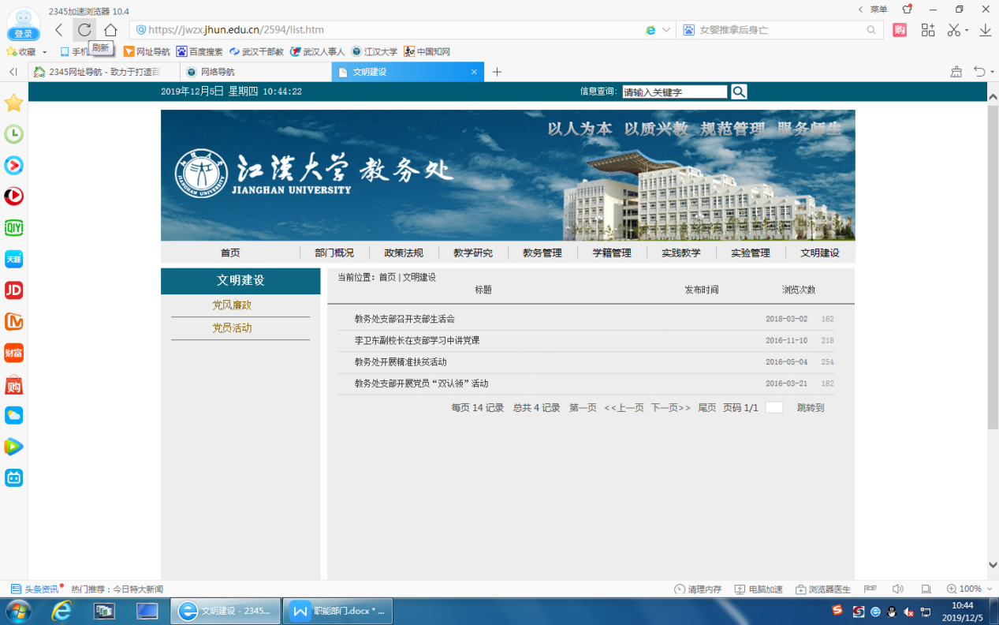 2345加速浏览器 10.4
菜单
登录
https://jwzx.jhun.edu.cn/2594/list.htm
女婴推拿后身亡
购
收藏 手机 刷新 网址导航 百度搜索 武汉干部教 武汉人事人 江汉大学 中国知网
2345网址导航 - 致力于打造百
网络导航
文明建设
2019年12月5日 星期四 10:44:22
信息查询: 请输入关键字
以人为本 以质兴教 规范管理 服务师生
江汉大学 教务处
JIANGHAN UNIVERSITY
首页 部门概况 政策法规 教学研究 教务管理 学籍管理 实践教学 实验管理 文明建设
文明建设
党风廉政
党员活动
当前位置: 首页 | 文明建设
标题 发布时间 浏览次数
教务处支部召开支部生活会 2018-03-02 162
李卫东副校长在支部学习中讲党课 2016-11-10 218
教务处开展精准扶贫活动 2016-05-04 254
教务处支部开展党员“双认领”活动 2016-03-21 182
每页 14 记录 总共 4 记录 第一页 <<上一页 下一页>> 尾页 页码 1/1 跳转到
iQIY
天涯
JD
财富
购
头条资讯 热门推荐：今日特大新闻
清理内存 电脑加速 浏览器医生 100%
文明建设 - 2345...
职能部门.docx * ...
10:44
2019/12/5